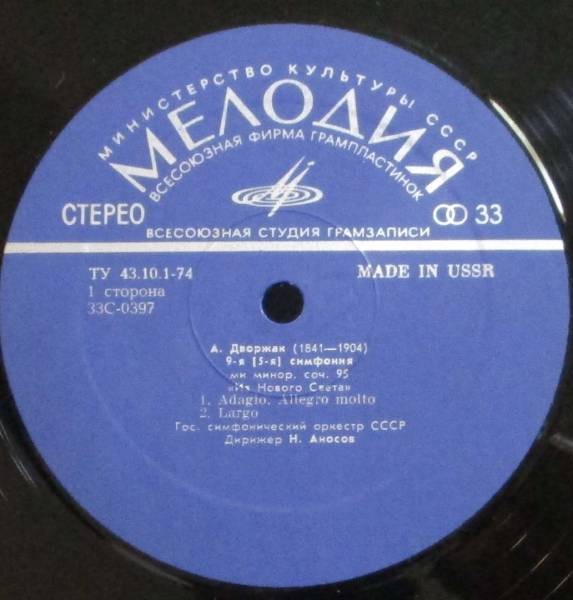 МИНИСТЕРСТВО КУЛЬТУРЫ СССР
МЕЛОДИЯ
ВСЕСОЮЗНАЯ ФИРМА ГРАМПЛАСТИНОК
СТЕРЕО
33
ВСЕСОЮЗНАЯ СТУДИЯ ГРАМЗАПИСИ
ТУ 43.10.1-74
MADE IN USSR
1 сторона
33С-0397
А. Дворжак (1841—1904)
9-я [5-я] симфония
ми минор, соч. 95
«Из Нового Света»
1. Adagio, Allegro molto
2. Largo
Гос. симфонический оркестр СССР
Дирижер Н. Аносов